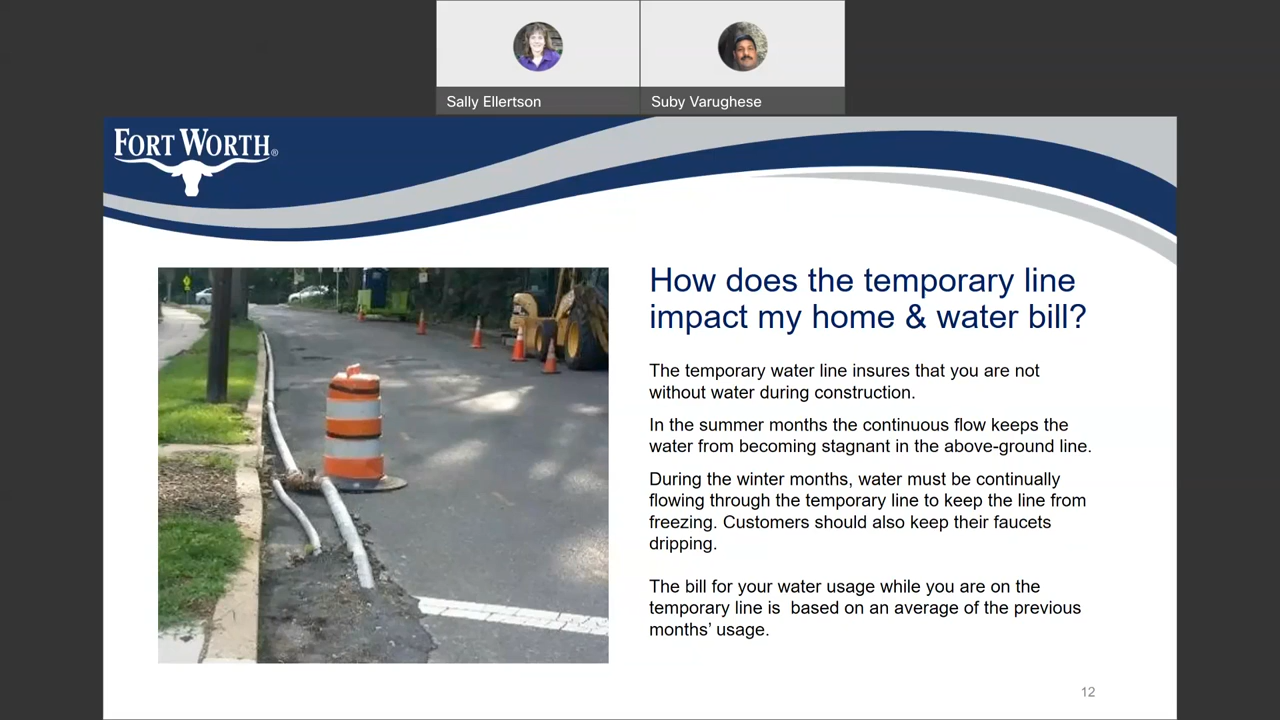 Sally Ellertson
Suby Varughese
FORT WORTH®
How does the temporary line
impact my home & water bill?
The temporary water line insures that you are not
without water during construction.
In the summer months the continuous flow keeps the
water from becoming stagnant in the above-ground line.
During the winter months, water must be continually
flowing through the temporary line to keep the line from
freezing. Customers should also keep their faucets
dripping.
The bill for your water usage while you are on the
temporary line is  based on an average of the previous
months’ usage.
12